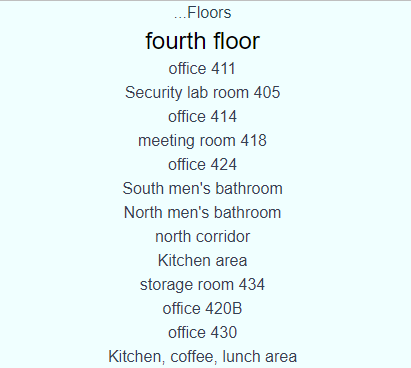 ...Floors
fourth floor
office 411
Security lab room 405
office 414
meeting room 418
office 424
South men's bathroom
North men's bathroom
north corridor
Kitchen area
storage room 434
office 420B
office 430
Kitchen, coffee, lunch area